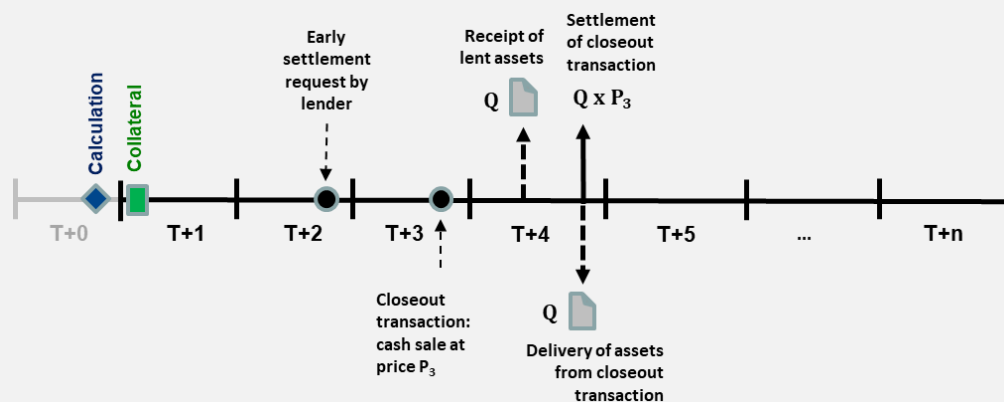 Early
settlement
request by
lender
Receipt of
lent assets
Q
Settlement
of closeout
transaction
Q x P₃
Calculation
Collateral
T+0
T+1
T+2
T+3
T+4
T+5
...
T+n
Closeout
transaction:
cash sale at
price P₃
Q
Delivery of assets
from closeout
transaction